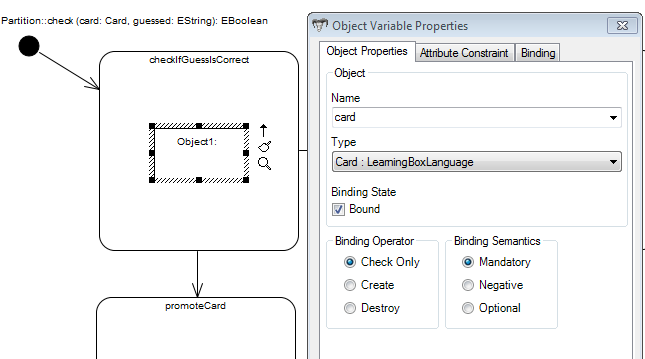 Partition::check (card: Card, guessed: EString): EBoolean
checkIfGuessIsCorrect
Object1:
promoteCard
Object Variable Properties
Object Properties
Attribute Constraint
Binding
Object
Name
card
Type
Card : LearningBoxLanguage
Binding State
Bound
Binding Operator
Check Only
Create
Destroy
Binding Semantics
Mandatory
Negative
Optional